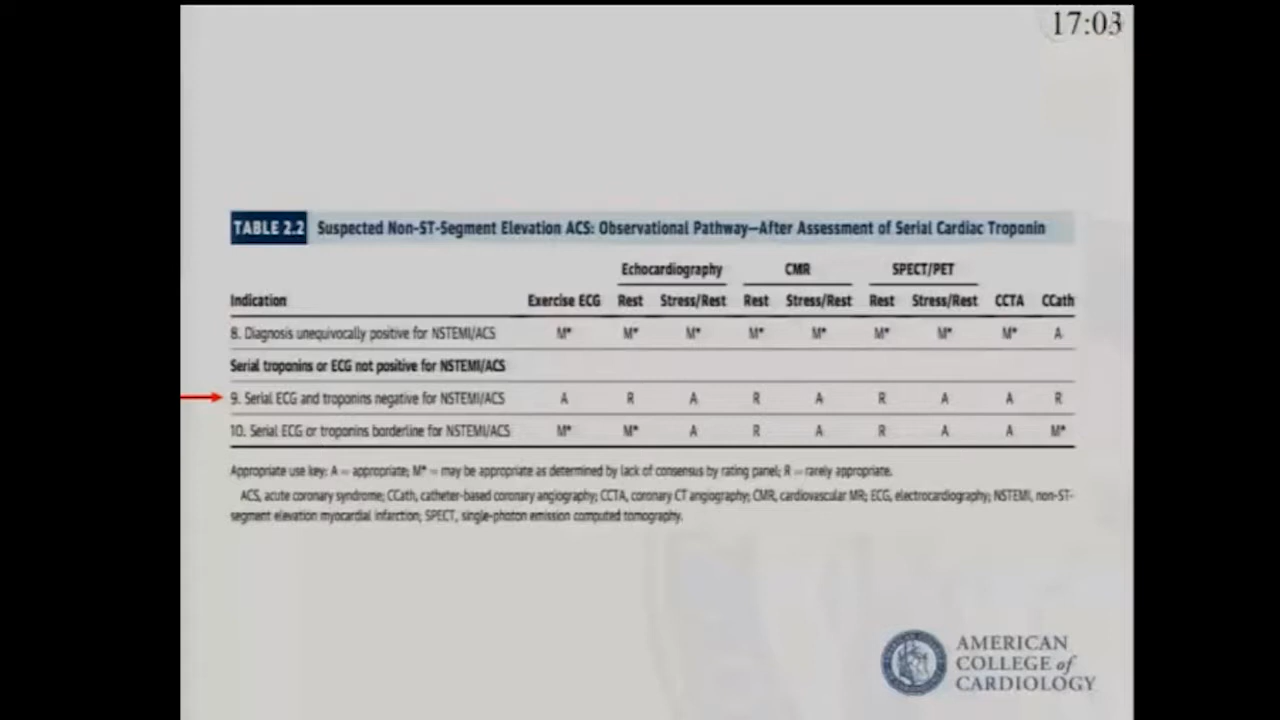 17:03
TABLE 2.2 Suspected Non-ST-Segment Elevation ACS: Observational Pathway—After Assessment of Serial Cardiac Troponin
Echocardiography CMR SPECT/PET
Indication Exercise ECG Rest Stress/Rest Rest Stress/Rest Rest Stress/Rest CCTA CCath
8. Diagnosis unequivocally positive for NSTEMI/ACS M* M* M* M* M* M* M* M* A
Serial troponins or ECG not positive for NSTEMI/ACS
9. Serial ECG and troponins negative for NSTEMI/ACS A R A R A R A A R
10. Serial ECG or troponins borderline for NSTEMI/ACS M* M* A R A R A A M*
Appropriate use key: A = appropriate; M* = may be appropriate as determined by lack of consensus by rating panel; R = rarely appropriate.
ACS, acute coronary syndrome; CCath, catheter-based coronary angiography; CCTA, coronary CT angiography; CMR, cardiovascular MR; ECG, electrocardiography; NSTEMI, non-ST-
segment elevation myocardial infarction; SPECT, single-photon emission computed tomography.
AMERICAN
COLLEGE of
CARDIOLOGY